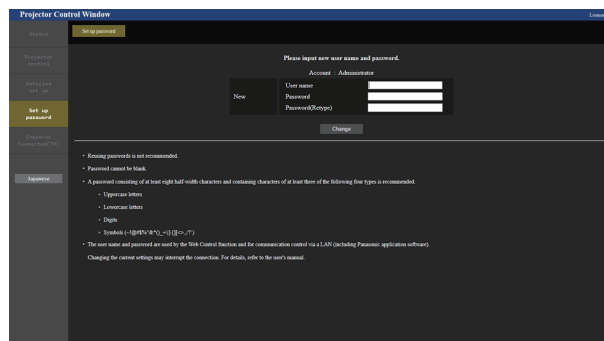 Projector Control Window
License
Status
Set up password
Projector
control
Detailed
set up
Set up
password
Crestron
Connected(TM)
Japanese
Please input new user name and password.
Account : Administrator
New
User name
Password
Password(Retype)
Change
・ Reusing passwords is not recommended.
・ Password cannot be blank.
・ A password consisting of at least eight half-width characters and containing characters of at least three of the following four types is recommended.
・ Uppercase letters
・ Lowercase letters
・ Digits
・ Symbols
・ The user name and password are used by the Web Control function and for communication control via a LAN (including Panasonic application software).
Changing the current settings may interrupt the connection. For details, refer to the user's manual.